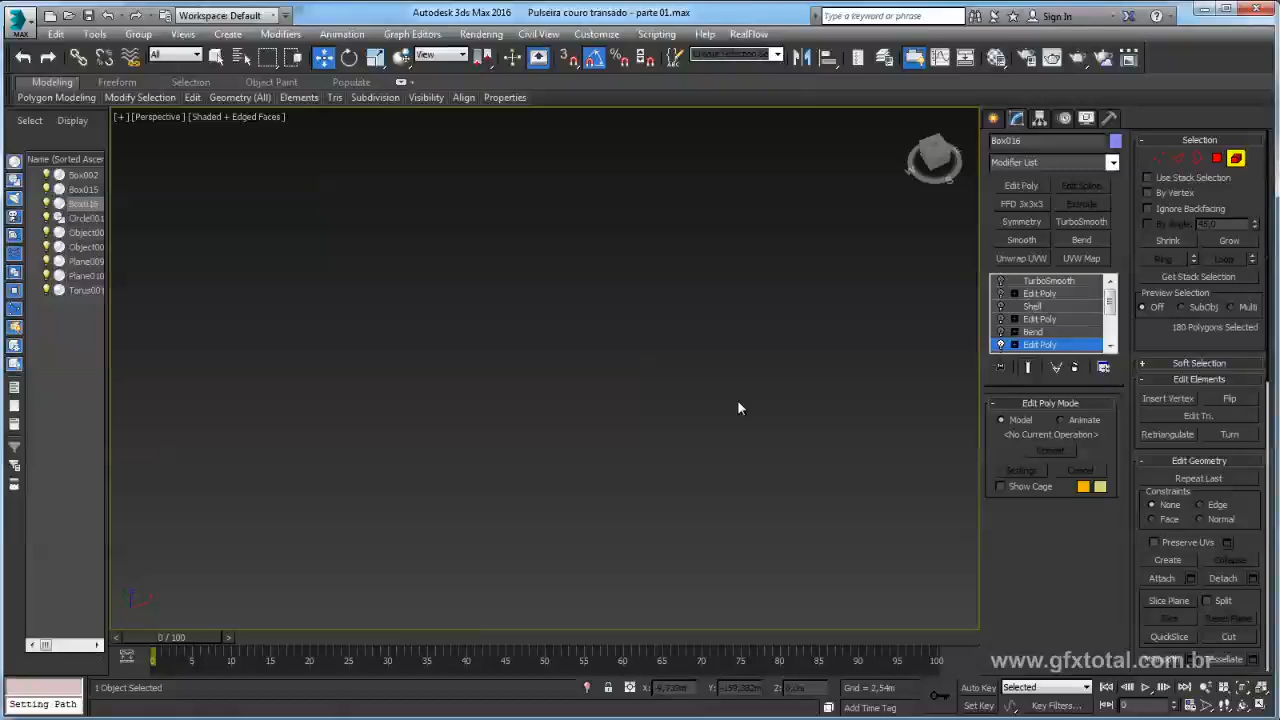 Workspace: Default
Autodesk 3ds Max 2016
Pulseira couro transado - parte 01.max
Type a keyword or phrase
Sign In
MAX
Edit Tools Group Views Create Modifiers Animation Graph Editors Rendering Civil View Customize Scripting Help RealFlow
All
View
Modeling Freeform Selection Object Paint Populate
Polygon Modeling Modify Selection Edit Geometry (All) Elements Tris Subdivision Visibility Align Properties
Select Display
[+] [Perspective] [Shaded + Edged Faces]
Name (Sorted Ascen
Box002
Box015
Box016
Circle001
Object00
Object00
Plane009
Plane010
Torus001
Box016
Modifier List
Edit Poly Edit Spline
FFD 3x3x3 Extrude
Symmetry TurboSmooth
Smooth Bend
Unwrap UVW UVW Map
TurboSmooth
Edit Poly
Shell
Edit Poly
Bend
Edit Poly
Edit Poly Mode
Model Animate
<No Current Operation>
Commit
Settings Cancel
Show Cage
Selection
Use Stack Selection
By Vertex
Ignore Backfacing
By Angle: 45,0
Shrink Grow
Ring Loop
Get Stack Selection
Preview Selection
Off SubObj Multi
180 Polygons Selected
Soft Selection
Edit Elements
Insert Vertex Flip
Edit Tri.
Retriangulate Turn
Edit Geometry
Repeat Last
Constraints
None Edge
Face Normal
Preserve UVs
Create Collapse
Attach Detach
Slice Plane Split
Slice Reset Plane
QuickSlice Cut
Tessellate
www.gfxtotal.com.br
0 / 100
0 5 10 15 20 25 30 35 40 45 50 55 60 65 70 75 80 85 90 95 100
1 Object Selected
X: Y: Z:
Grid = 2,54m
Auto Key Selected
Setting Path
Add Time Tag
Set Key Key Filters...
0